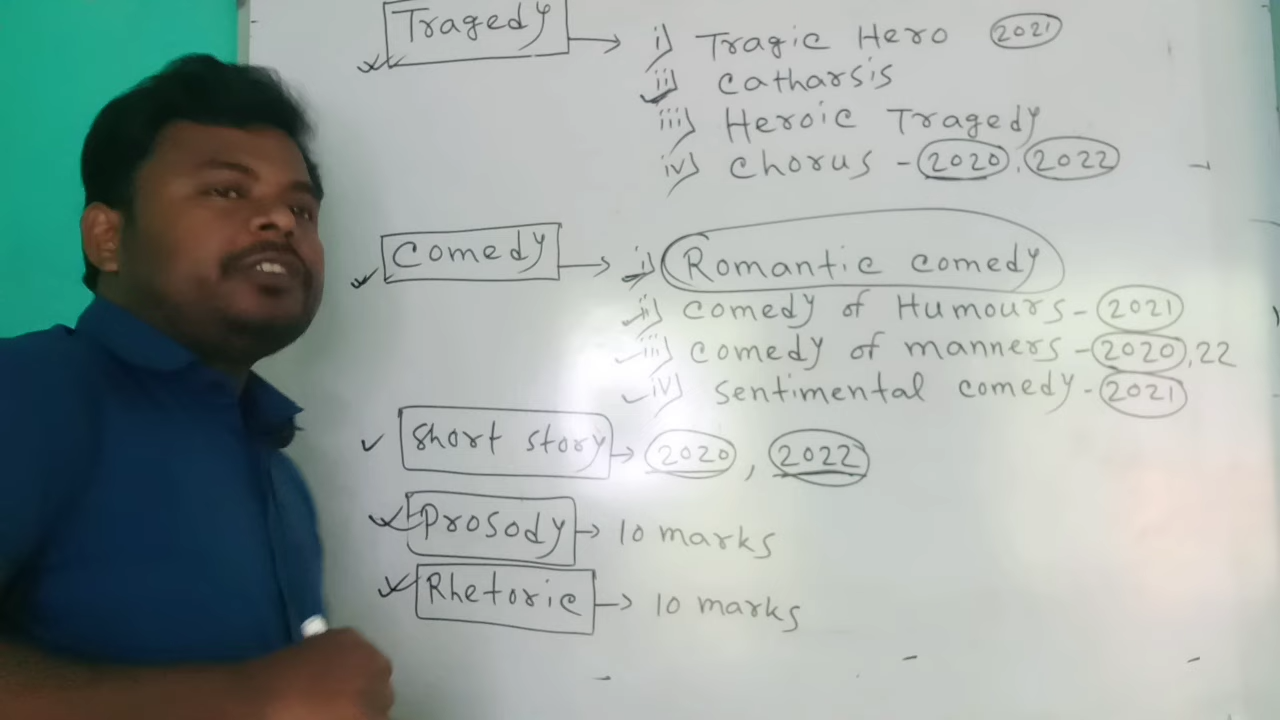 Tragedy → i) Tragic Hero 2021
ii) Catharsis
iii) Heroic Tragedy
iv) Chorus - 2020, 2022
Comedy → i) Romantic comedy
ii) comedy of Humours - 2021
iii) comedy of manners - 2020, 22
iv) sentimental comedy - 2021
Short story → 2020, 2022
Prosody → 10 marks
Rhetoric → 10 marks